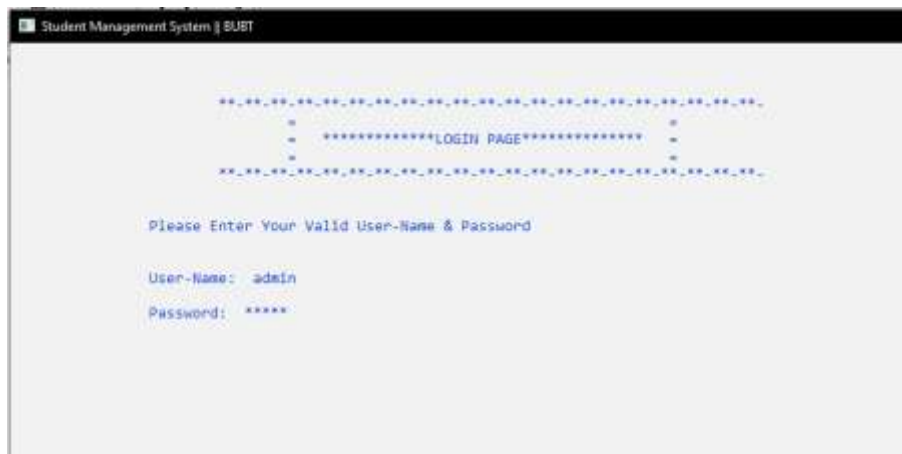 Student Management System || BUBT
**-**-**-**-**-**-**-**-**-**-**-**-**-**-**-**-**-**-**-**-**-
=                                            =
=   *************LOGIN PAGE**************   =
=                                            =
**-**-**-**-**-**-**-**-**-**-**-**-**-**-**-**-**-**-**-**-**-
Please Enter Your Valid User-Name & Password
User-Name:  admin
Password:  *****